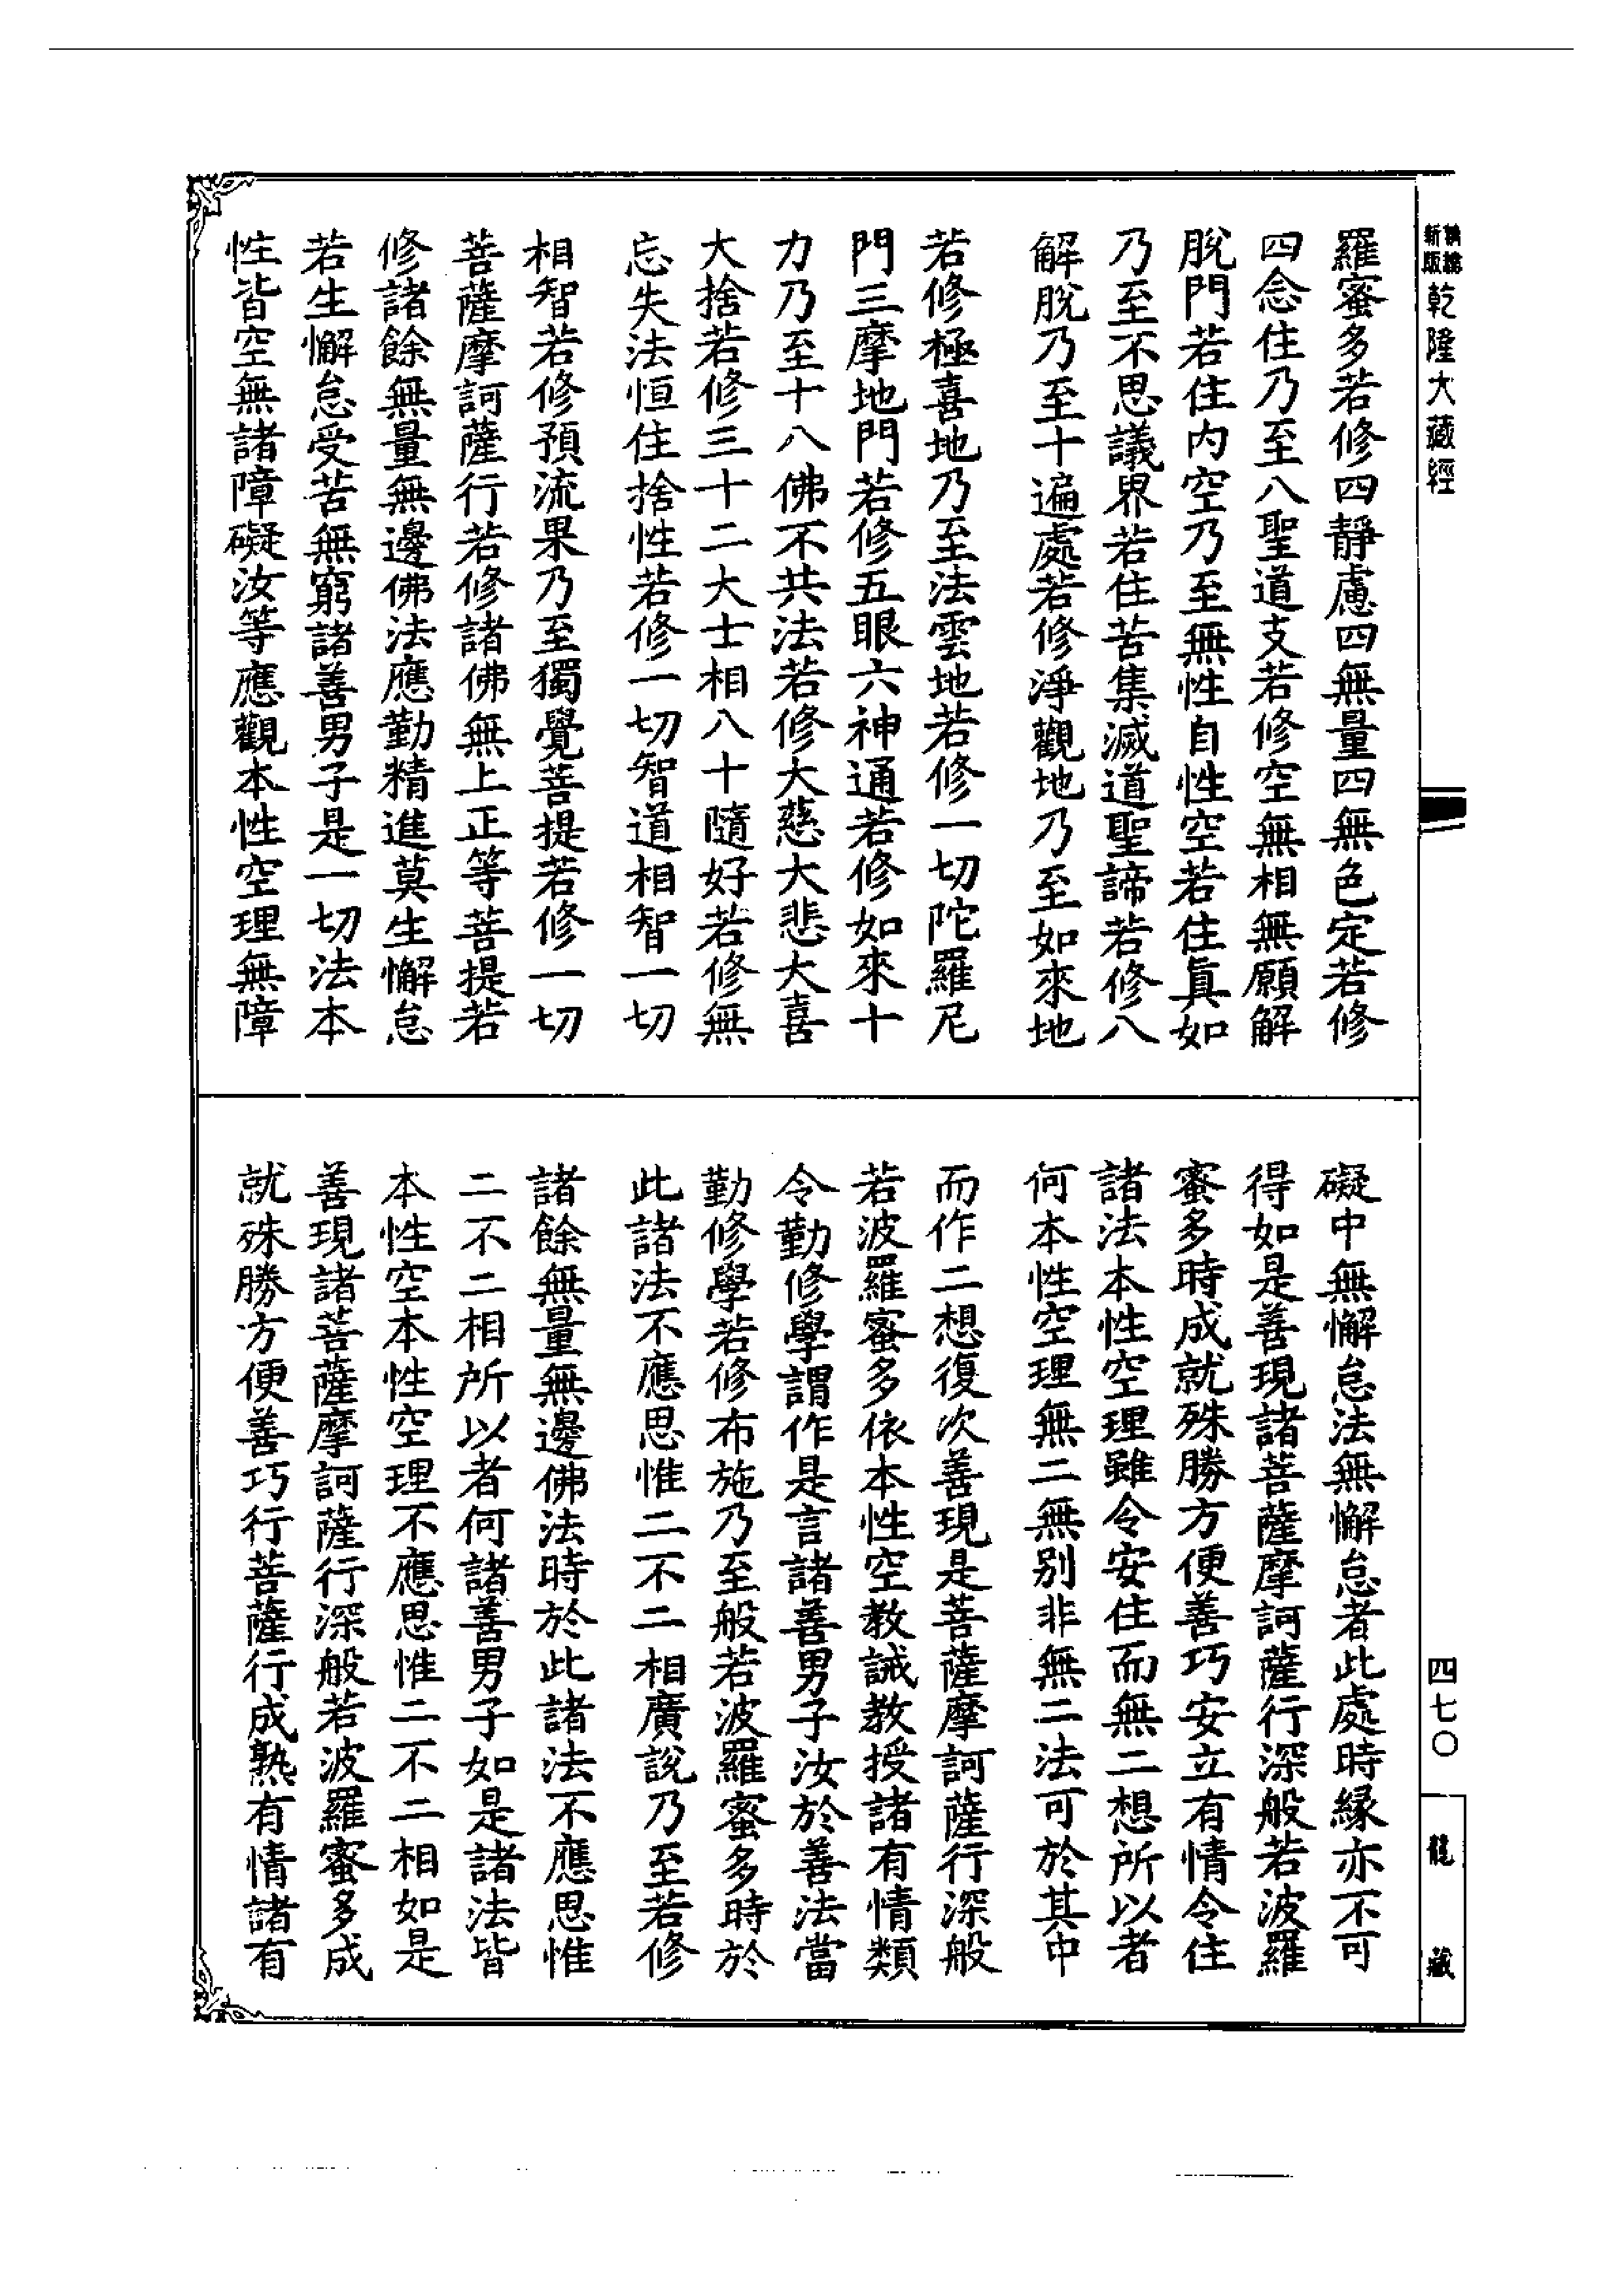 新版
乾隆大藏經
羅蜜多若修四靜慮四無量四無色定若修
四念住乃至八聖道支若修空無相無願解
脫門若住內空乃至無性自性空若住真如
乃至不思議界若住苦集滅道聖諦若修八
解脫乃至十遍處若修淨觀地乃至如來地
若修極喜地乃至法雲地若修一切陀羅尼
門三摩地門若修五眼六神通若修如來十
力乃至十八佛不共法若修大慈大悲大喜
大捨若修三十二大士相八十隨好若修無
忘失法恒住捨性若修一切智道相智一切
相智若修預流果乃至獨覺菩提若修一切
菩薩摩訶薩行若修諸佛無上正等菩提若
修諸餘無量無邊佛法應勤精進莫生懈怠
若生懈怠受苦無窮諸善男子是一切法本
性皆空無諸障礙汝等應觀本性空理無障
礙中無懈怠法無懈怠者此處時緣亦不可
得如是善現諸菩薩摩訶薩行深般若波羅
蜜多時成就殊勝方便善巧安立有情令住
諸法本性空理雖令安住而無二想所以者
何本性空理無二無別非無二法可於其中
而作二想復次善現是菩薩摩訶薩行深般
若波羅蜜多依本性空教誡教授諸有情類
令勤修學謂作是言諸善男子汝於善法當
勤修學若修布施乃至般若波羅蜜多時於
此諸法不應思惟二不二相廣說乃至若修
諸餘無量無邊佛法時於此諸法不應思惟
二不二相所以者何諸善男子如是諸法皆
本性空本性空理不應思惟二不二相如是
善現諸菩薩摩訶薩行深般若波羅蜜多成
就殊勝方便善巧行菩薩行成熟有情諸有
四七〇
龍藏